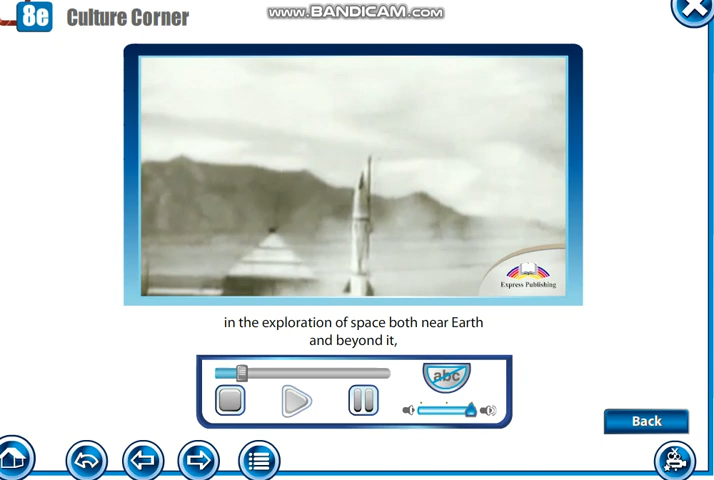 www.BANDICAM.com
8e Culture Corner
Express Publishing
in the exploration of space both near Earth
and beyond it,
abc
Back